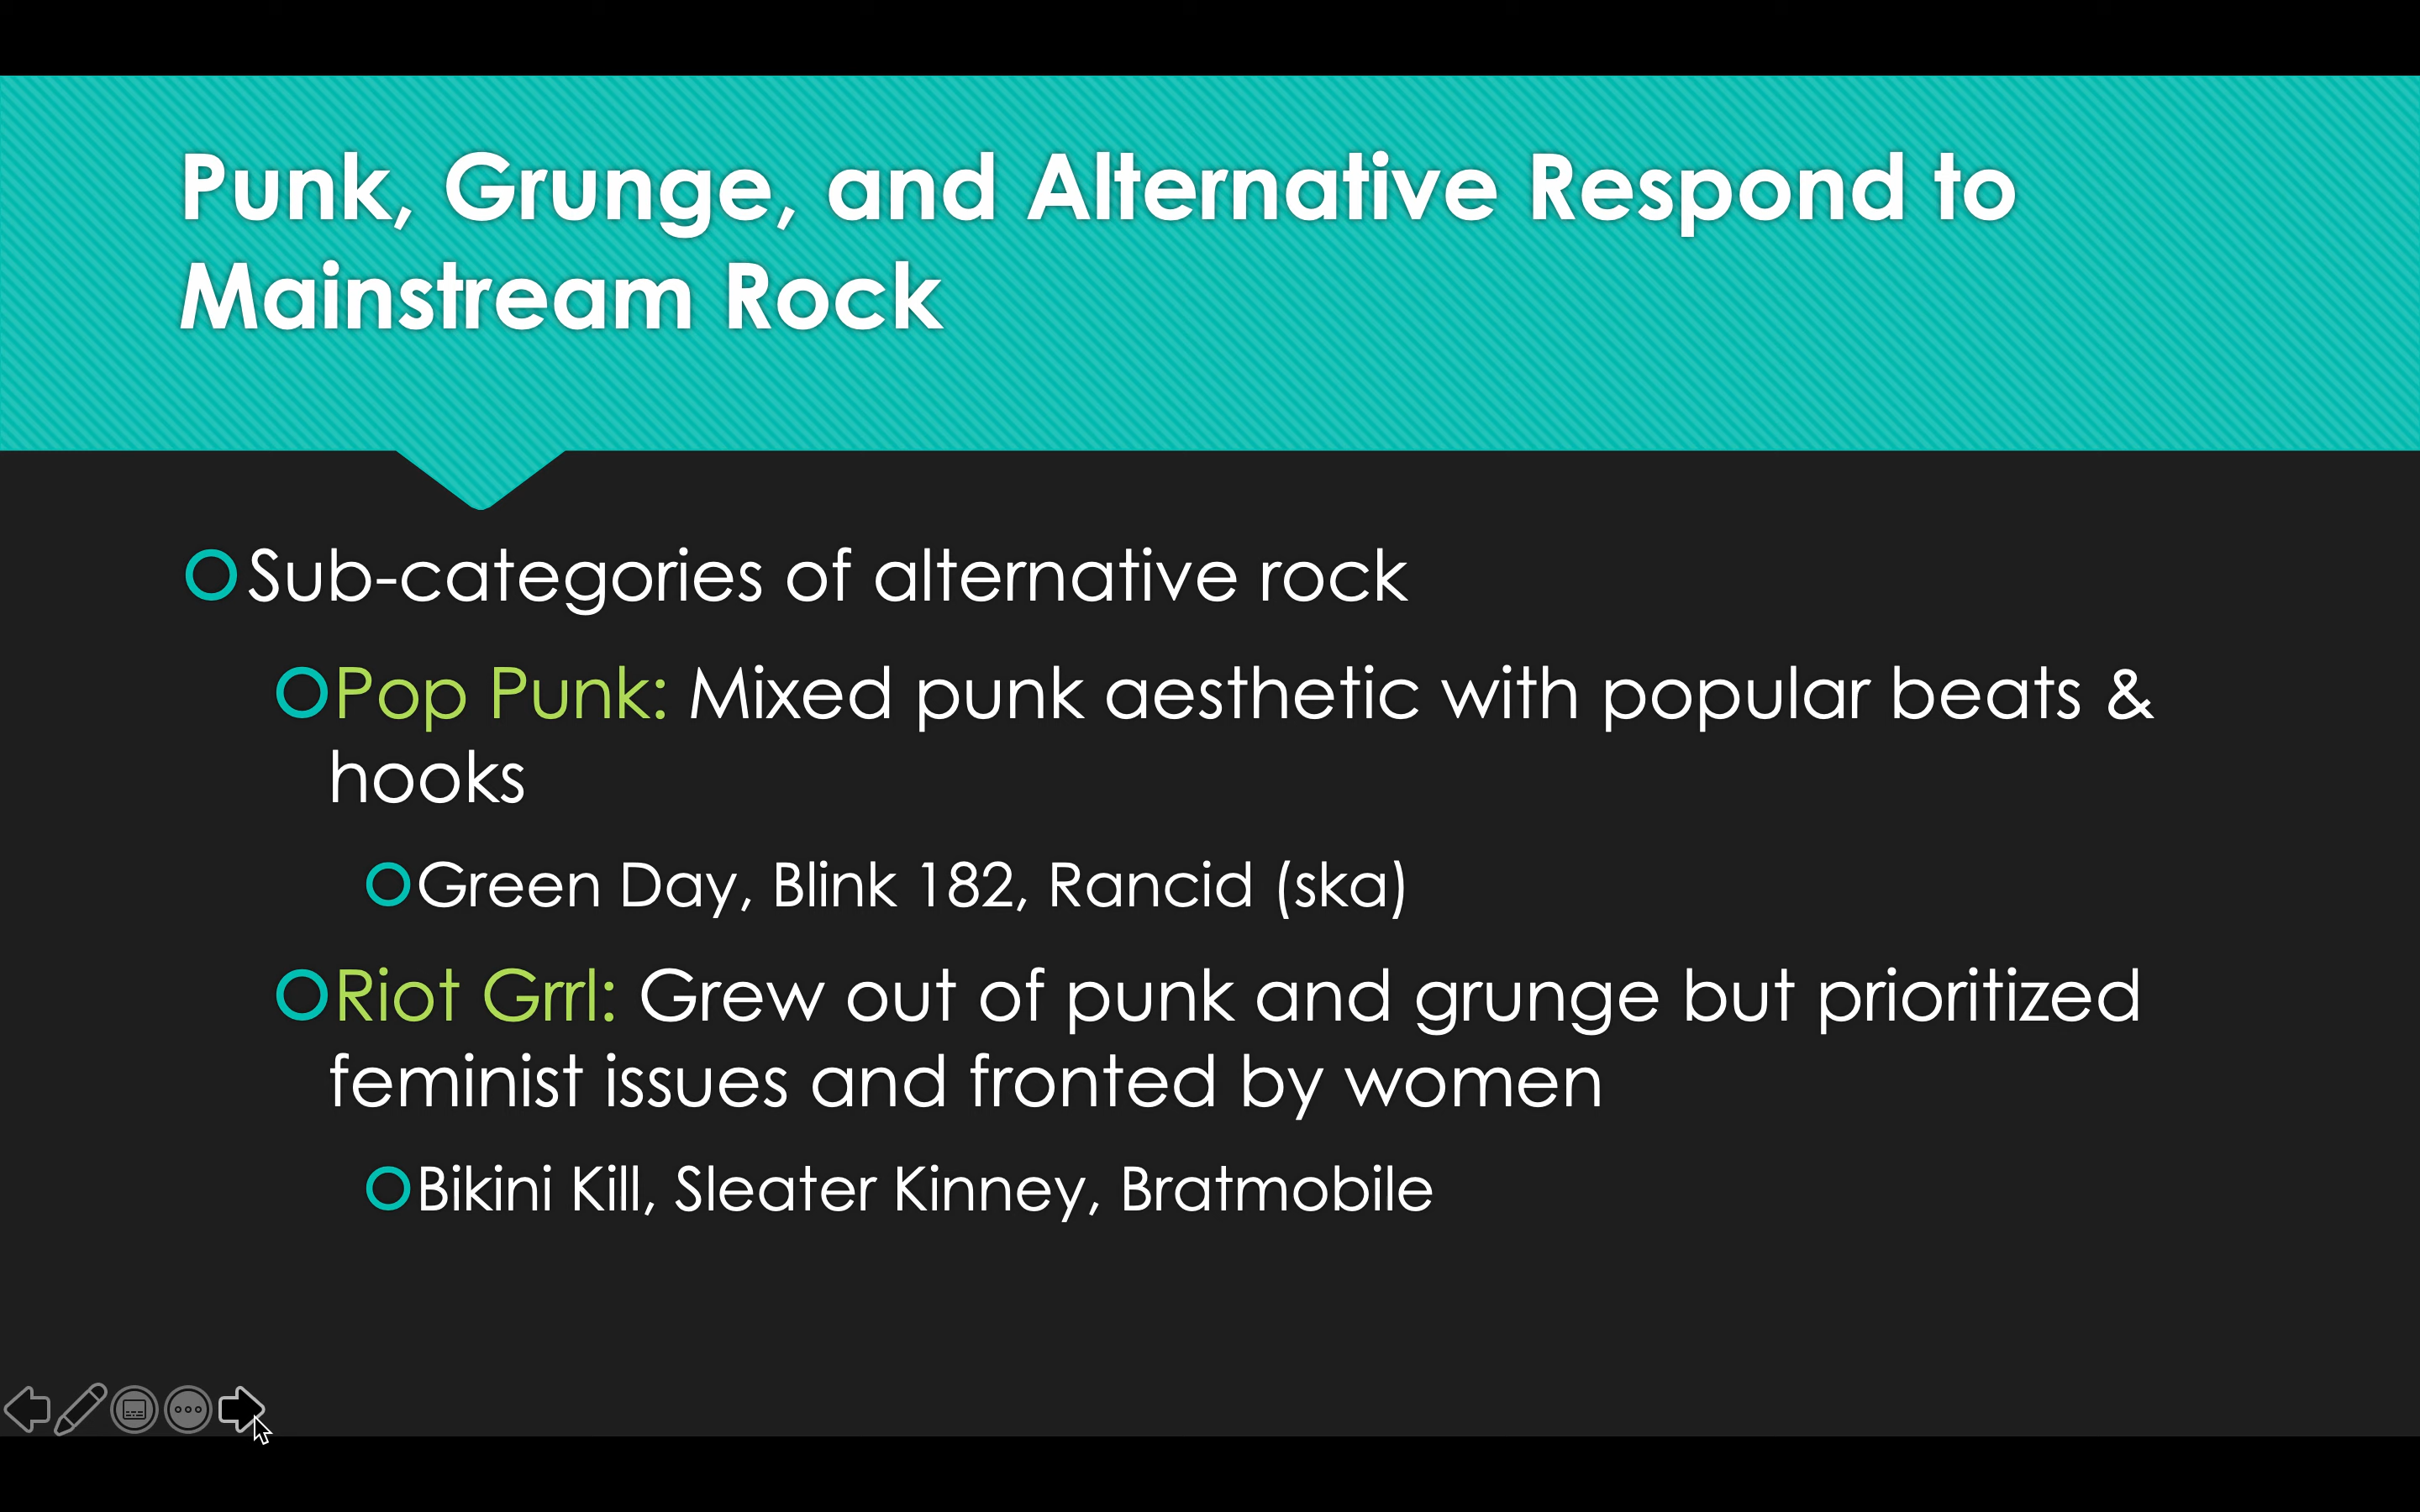 Punk, Grunge, and Alternative Respond to
Mainstream Rock
Sub-categories of alternative rock
Pop Punk: Mixed punk aesthetic with popular beats &
hooks
Green Day, Blink 182, Rancid (ska)
Riot Grrl: Grew out of punk and grunge but prioritized
feminist issues and fronted by women
Bikini Kill, Sleater Kinney, Bratmobile